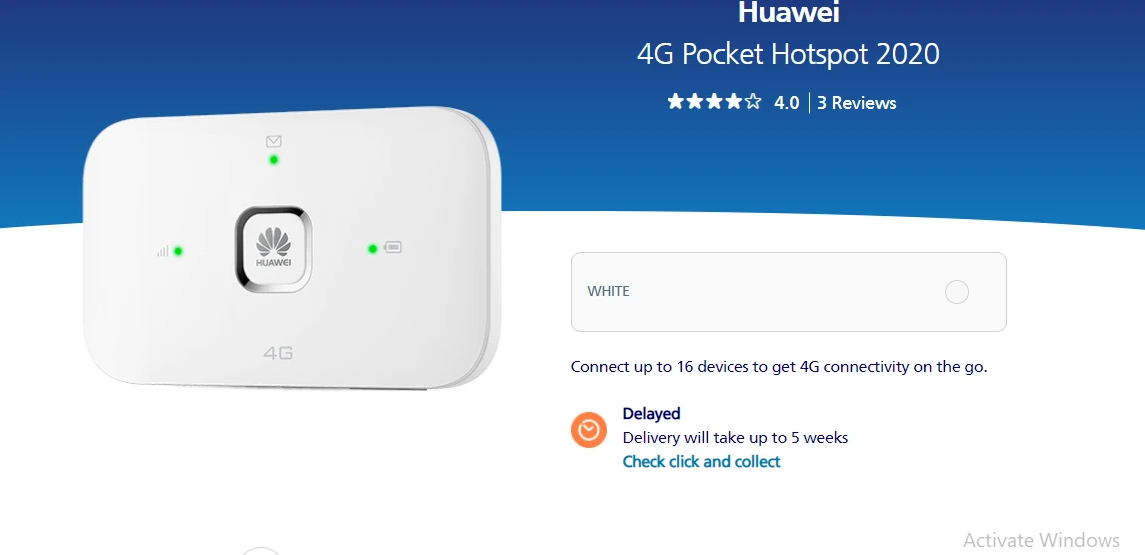 Huawei
4G Pocket Hotspot 2020
4.0 | 3 Reviews
HUAWEI
4G
WHITE
Connect up to 16 devices to get 4G connectivity on the go.
Delayed
Delivery will take up to 5 weeks
Check click and collect
Activate Windows